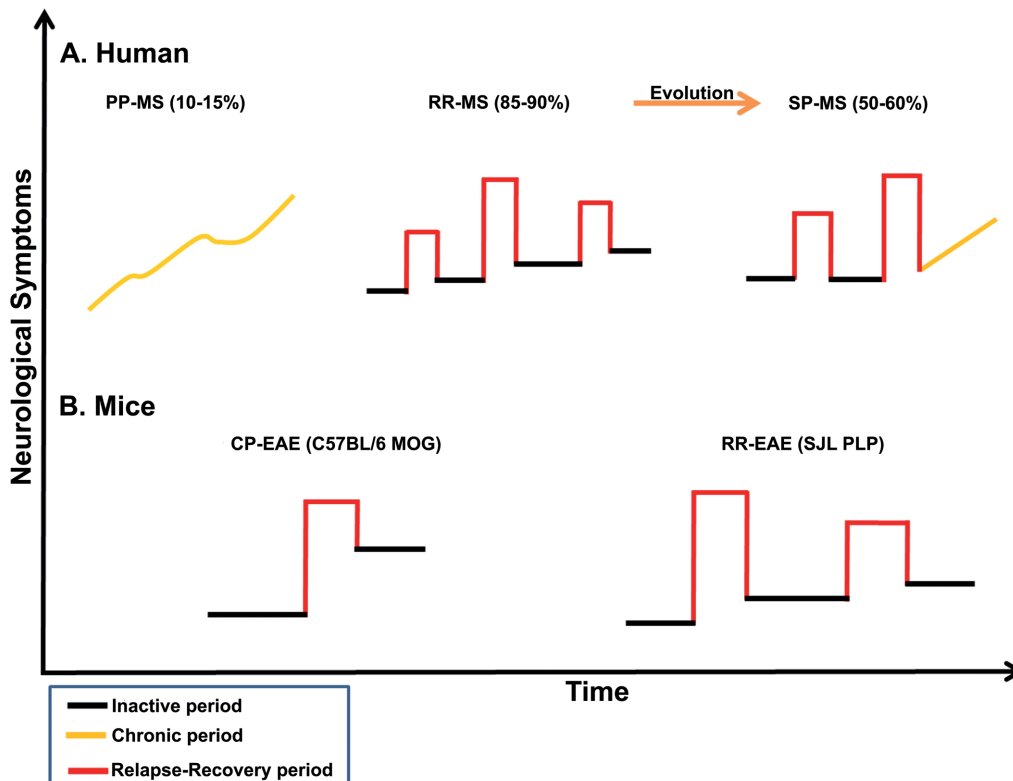 Neurological Symptoms
A. Human
PP-MS (10-15%)
RR-MS (85-90%)
Evolution
SP-MS (50-60%)
B. Mice
CP-EAE (C57BL/6 MOG)
RR-EAE (SJL PLP)
Time
Inactive period
Chronic period
Relapse-Recovery period